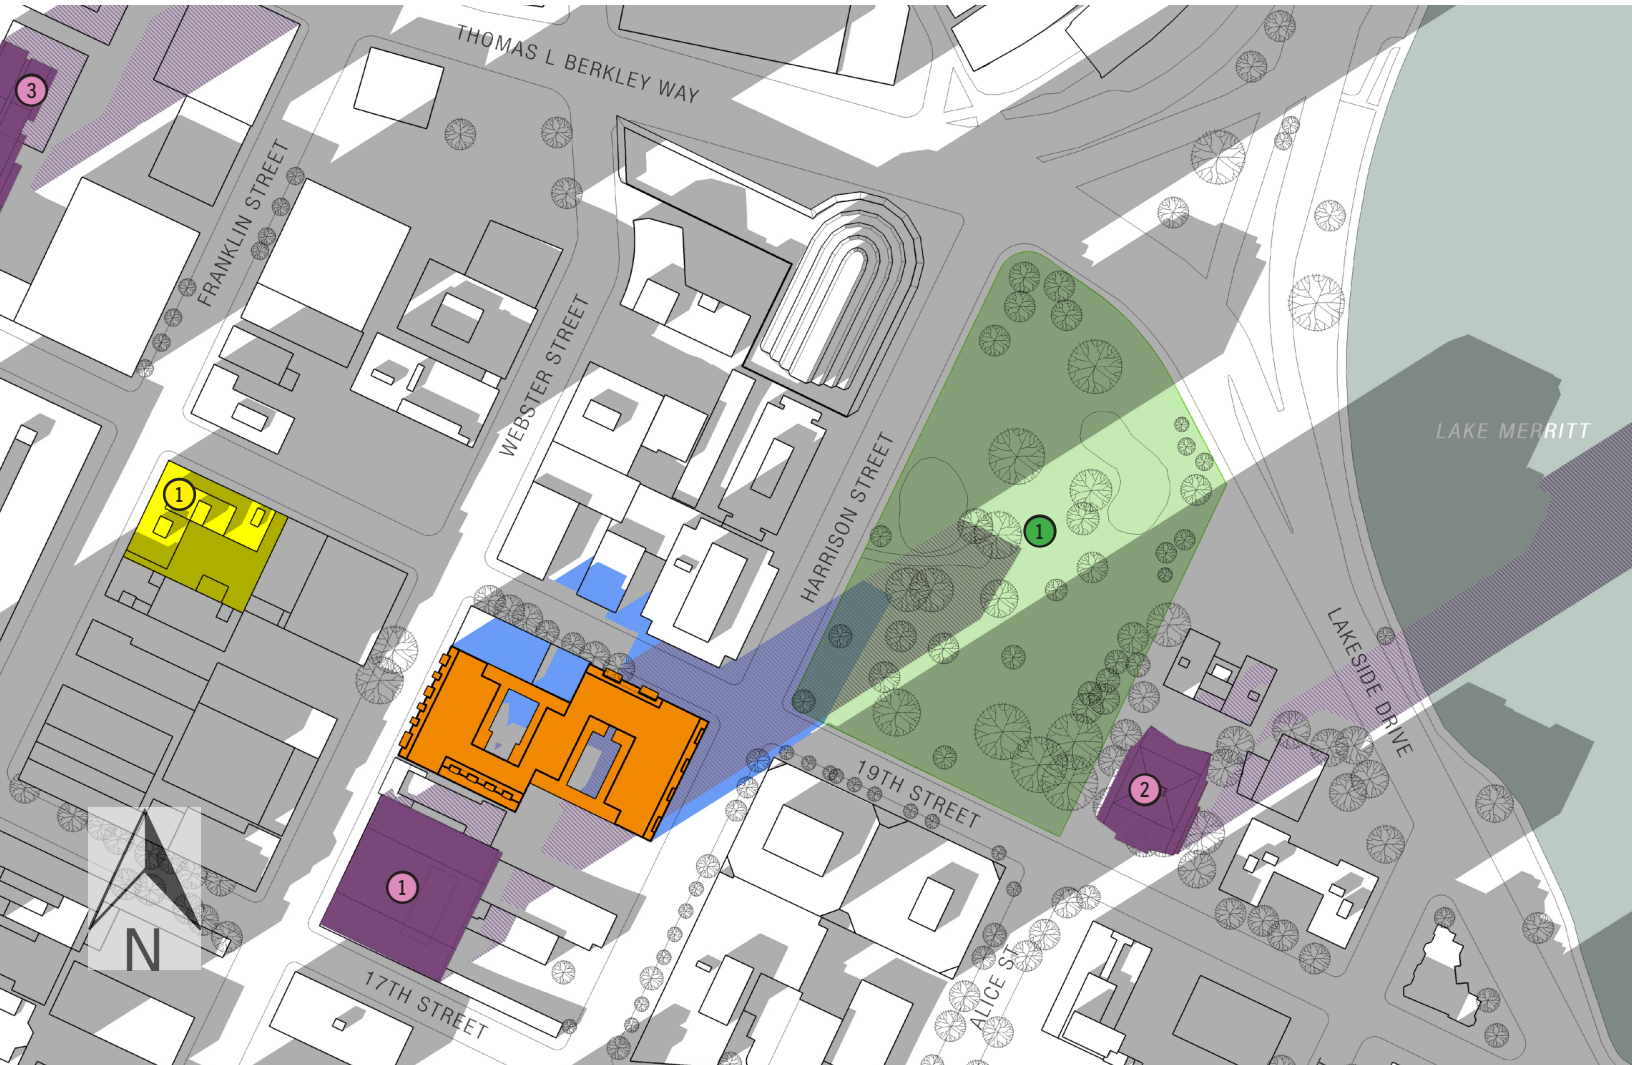 THOMAS L BERKLEY WAY
3
FRANKLIN STREET
WEBSTER STREET
HARRISON STREET
LAKE MERRITT
1
1
LAKESIDE DRIVE
19TH STREET
2
1
N
17TH STREET
ALICE ST